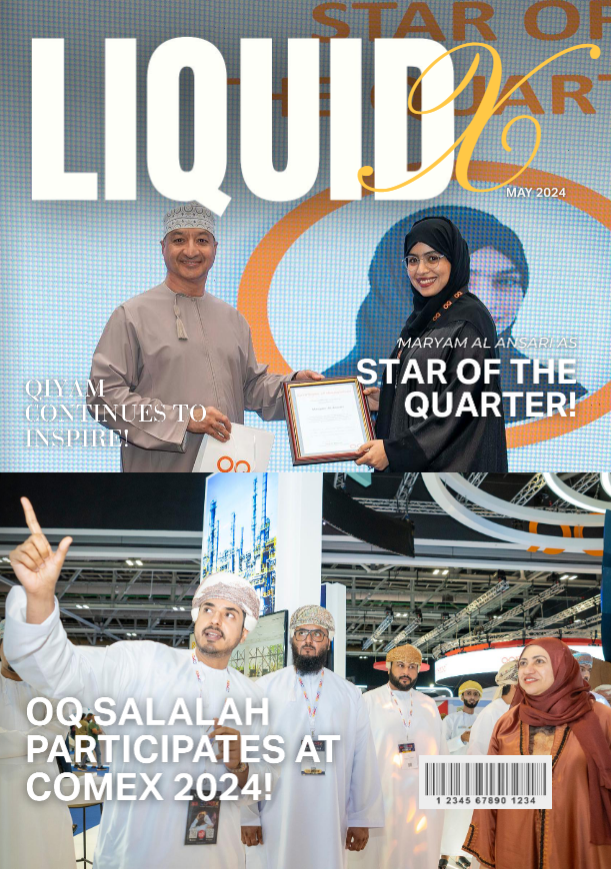 STAR OF
THE QUART
LIQUID X
MAY 2024
MARYAM AL ANSARI AS
STAR OF THE
QUARTER!
QIYAM
CONTINUES TO
INSPIRE!
OQ SALALAH
PARTICIPATES AT
COMEX 2024!
1 2345 67890 1234